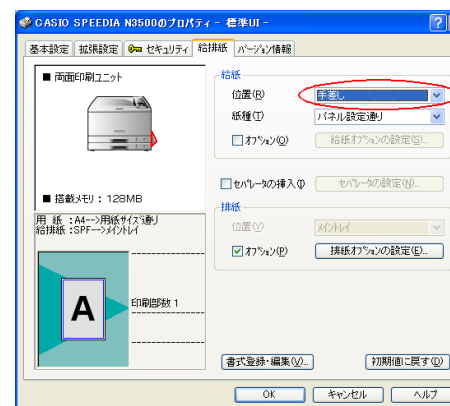 CASIO SPEEDIA N3500のプロパティ - 標準UI -
基本設定 拡張設定 セキュリティ 給排紙 バージョン情報
■ 両面印刷ユニット
■ 搭載メモリ : 128MB
用 紙 :A4-->用紙サイズ通り
給排紙 :SPF-->メイントレイ
A
印刷部数 1
給紙
位置(R) 手差し
紙種(T) パネル設定通り
オプション(O) 給紙オプションの設定(S)...
セパレータの挿入(I) セパレータの設定(N)...
排紙
位置(Y) メイントレイ
オプション(P) 排紙オプションの設定(E)...
書式登録・編集(V)... 初期値に戻す(D)
OK キャンセル ヘルプ